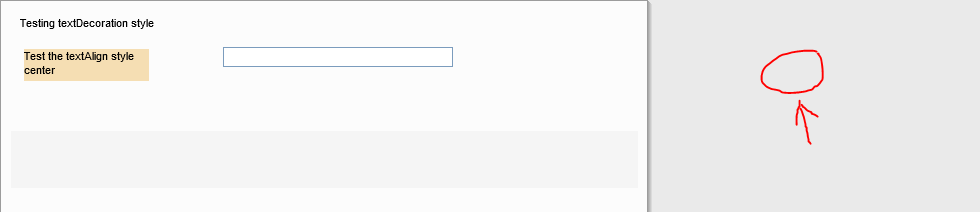 Testing textDecoration style
Test the textAlign style
center